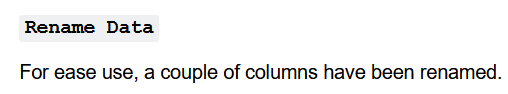 Rename Data
For ease use, a couple of columns have been renamed.